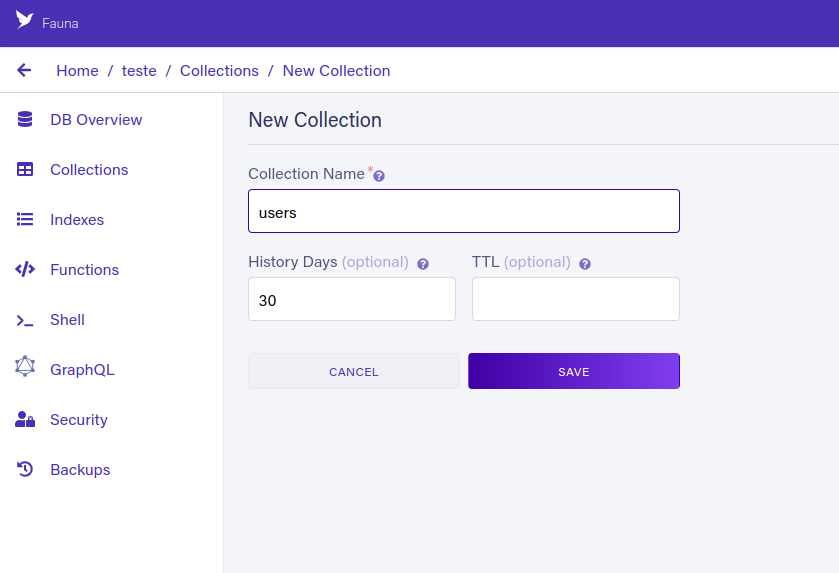 Fauna
Home / teste / Collections / New Collection
DB Overview
Collections
Indexes
Functions
Shell
GraphQL
Security
Backups
New Collection
Collection Name *
users
History Days (optional) TTL (optional)
30
CANCEL SAVE